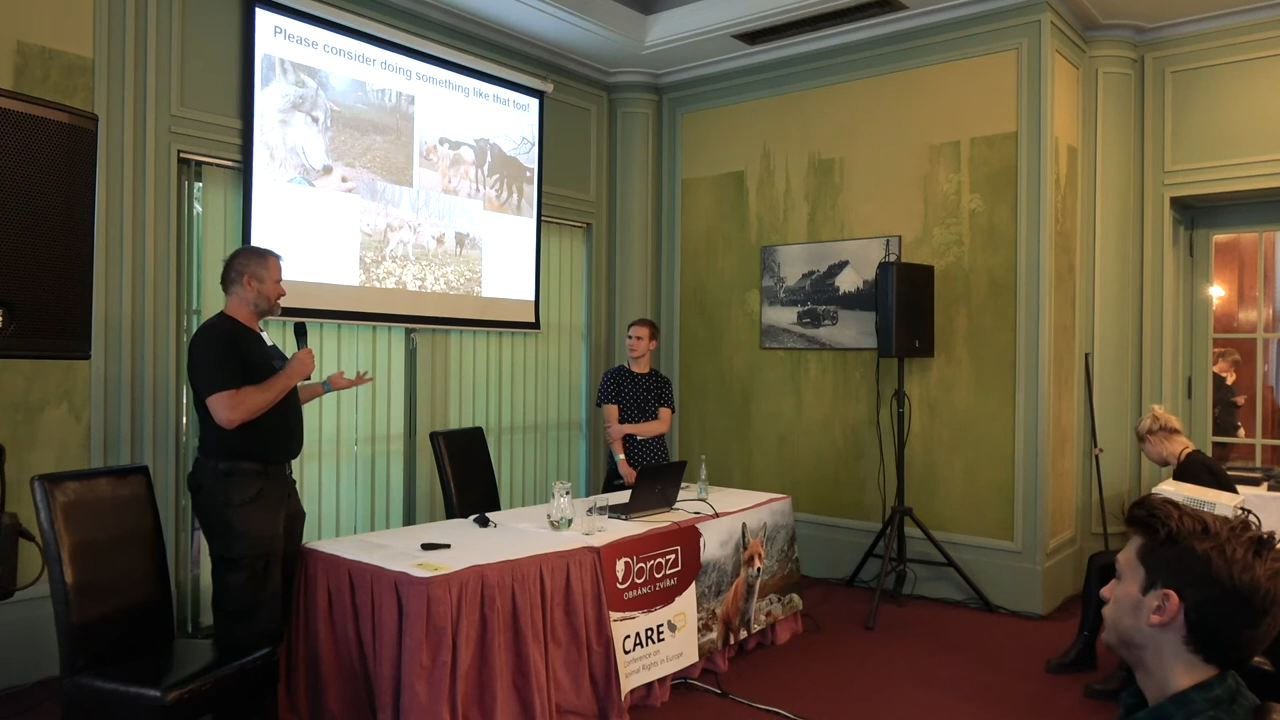 Please consider doing something like that too!
Obraz
OBRÁNCI ZVÍŘAT
CARE
Conference on
Animal Rights in Europe